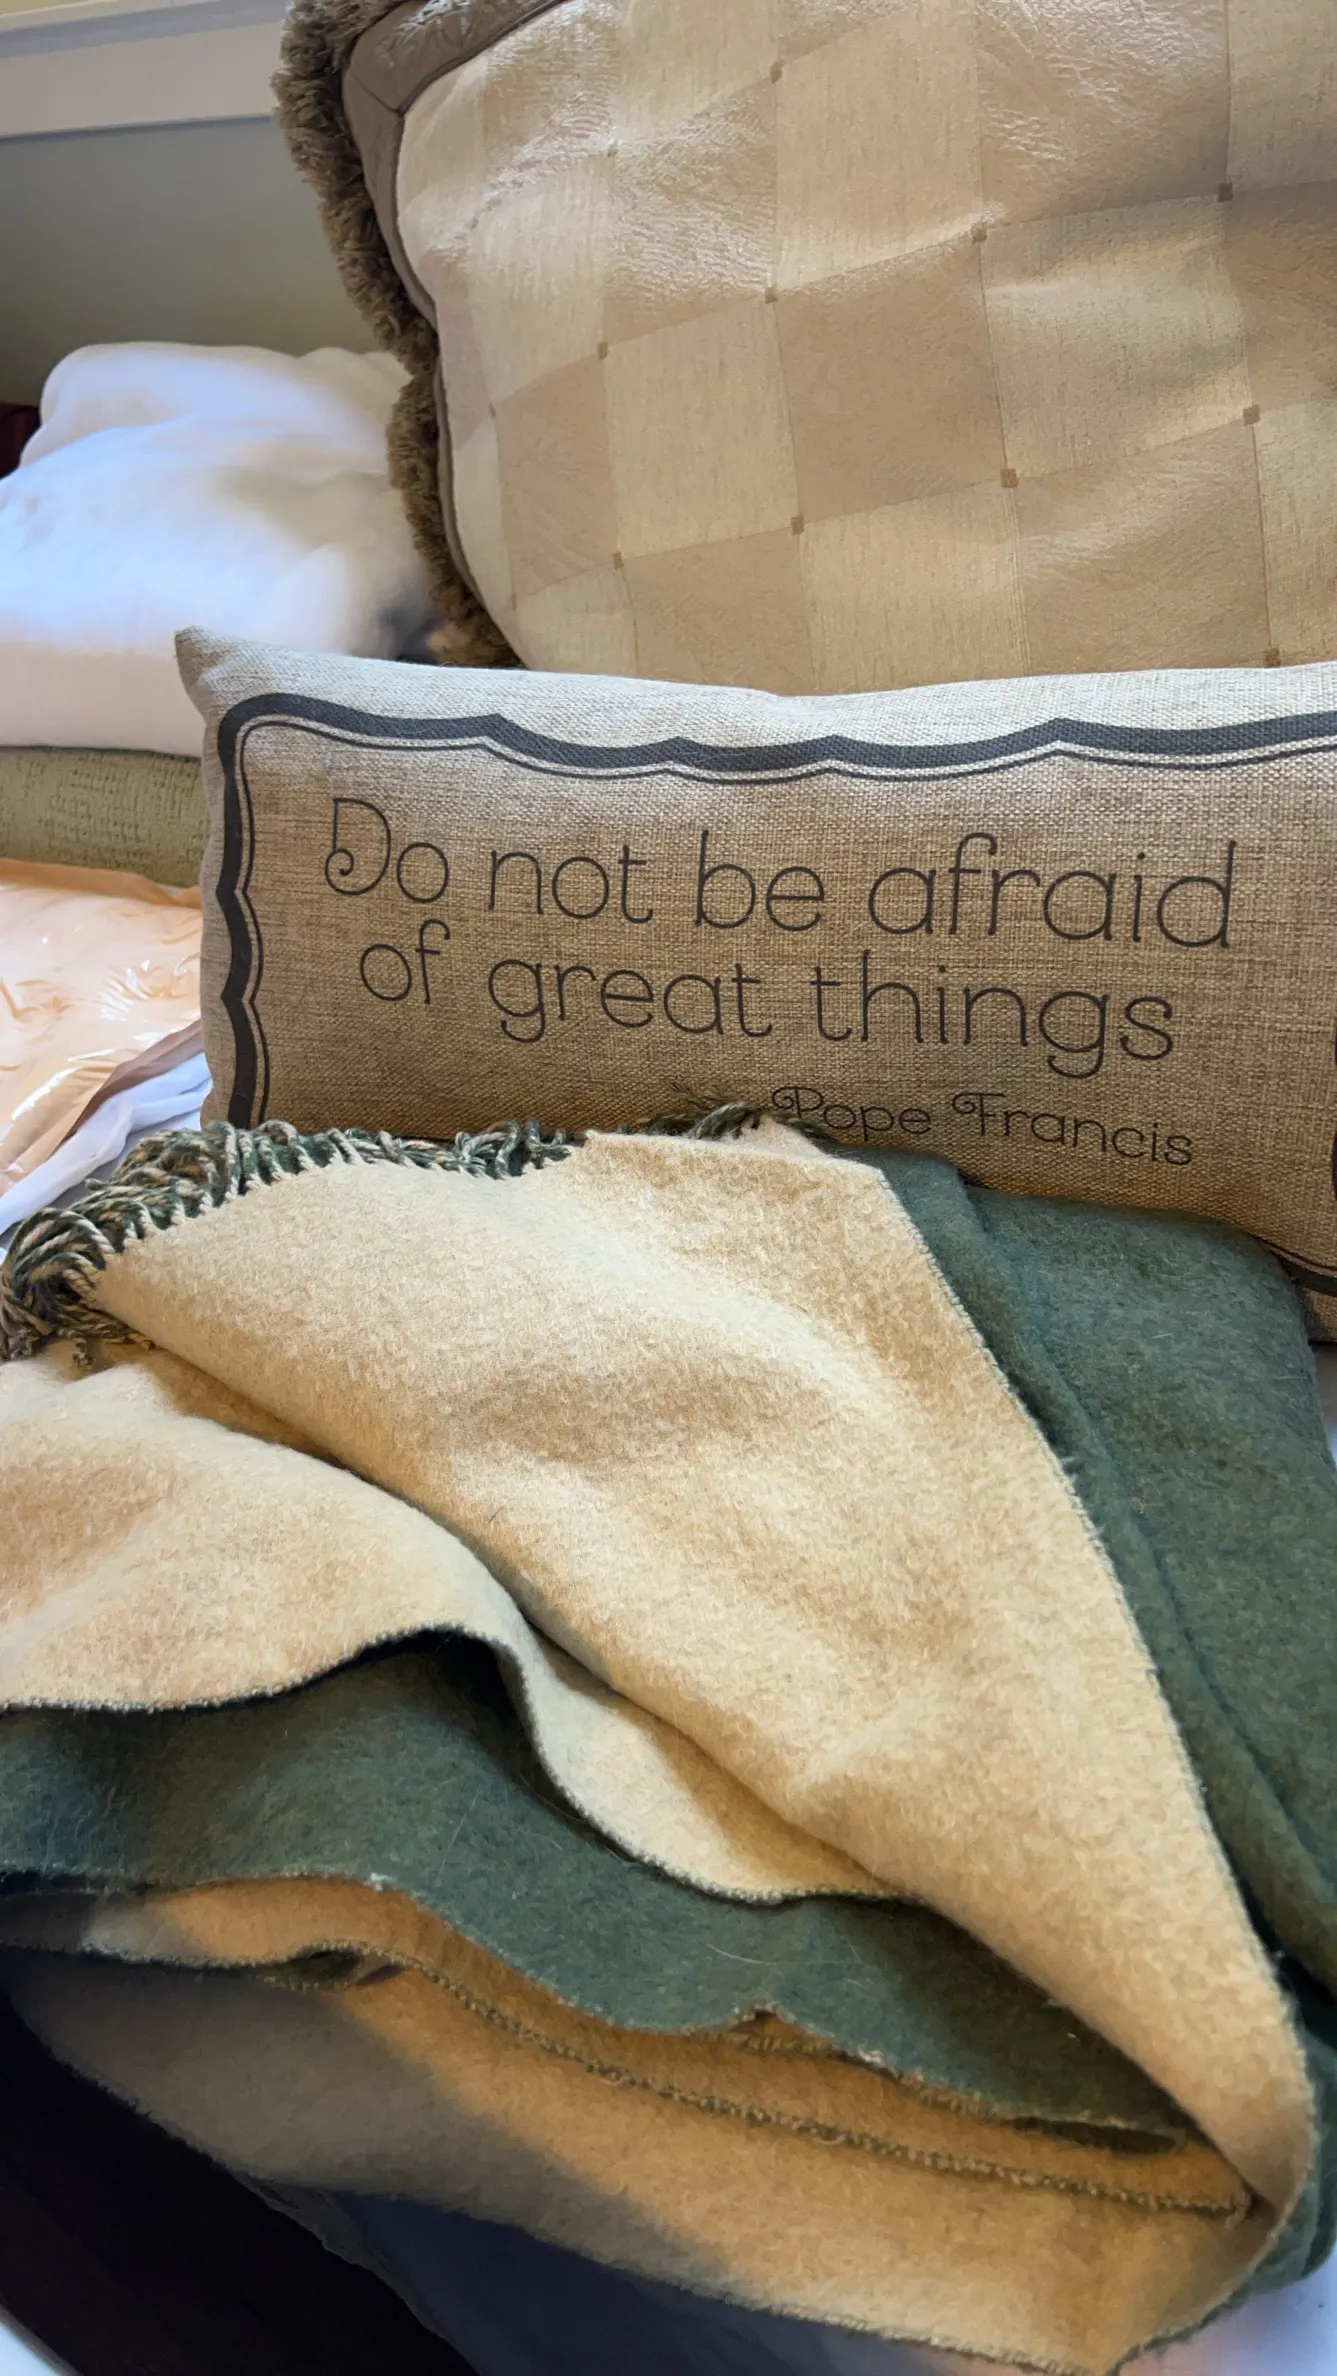 Do not be afraid
of great things
Pope Francis